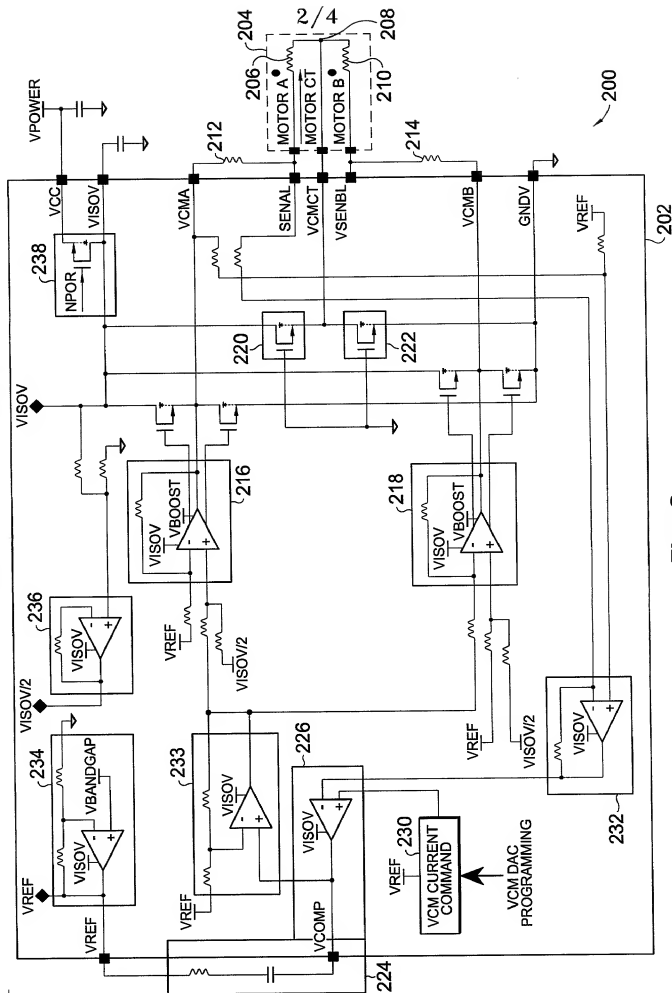 2/4
204
206
208
210
MOTOR A
MOTOR CT
MOTOR B
200
VPOWER
212
214
VCC
VISOV
VCMA
SENAL
VCMCT
VSENBL
VCMB
GNDV
202
238
NPOR
VREF
220
222
VISOV
216
VISOV
VBOOST
218
VISOV
VBOOST
236
VISOV
VISOV/2
VREF
VISOV/2
VREF
VISOV/2
234
VBANDGAP
VISOV
VREF
VREF
233
VISOV
VREF
226
VISOV
VCOMP
224
230
VREF
VCM CURRENT
COMMAND
VCM DAC
PROGRAMMING
232
VISOV